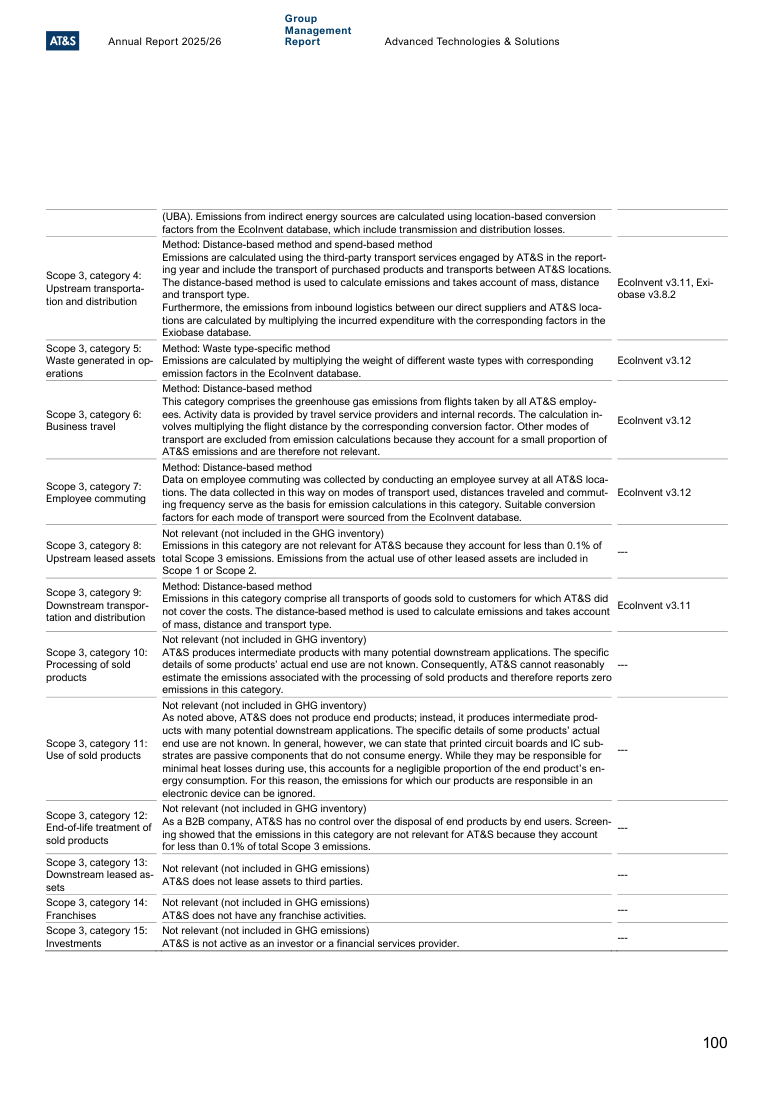 AT&S
Annual Report 2025/26
Group
Management
Report
Advanced Technologies & Solutions
(UBA). Emissions from indirect energy sources are calculated using location-based conversion
factors from the EcoInvent database, which include transmission and distribution losses.
Scope 3, category 4:
Upstream transporta-
tion and distribution
Method: Distance-based method and spend-based method
Emissions are calculated using the third-party transport services engaged by AT&S in the report-
ing year and include the transport of purchased products and transports between AT&S locations.
The distance-based method is used to calculate emissions and takes account of mass, distance
and transport type.
Furthermore, the emissions from inbound logistics between our direct suppliers and AT&S loca-
tions are calculated by multiplying the incurred expenditure with the corresponding factors in the
Exiobase database.
EcoInvent v3.11, Exi-
obase v3.8.2
Scope 3, category 5:
Waste generated in op-
erations
Method: Waste type-specific method
Emissions are calculated by multiplying the weight of different waste types with corresponding
emission factors in the EcoInvent database.
EcoInvent v3.12
Scope 3, category 6:
Business travel
Method: Distance-based method
This category comprises the greenhouse gas emissions from flights taken by all AT&S employ-
ees. Activity data is provided by travel service providers and internal records. The calculation in-
volves multiplying the flight distance by the corresponding conversion factor. Other modes of
transport are excluded from emission calculations because they account for a small proportion of
AT&S emissions and are therefore not relevant.
EcoInvent v3.12
Scope 3, category 7:
Employee commuting
Method: Distance-based method
Data on employee commuting was collected by conducting an employee survey at all AT&S loca-
tions. The data collected in this way on modes of transport used, distances traveled and commut-
ing frequency serve as the basis for emission calculations in this category. Suitable conversion
factors for each mode of transport were sourced from the EcoInvent database.
EcoInvent v3.12
Scope 3, category 8:
Upstream leased assets
Not relevant (not included in the GHG inventory)
Emissions in this category are not relevant for AT&S because they account for less than 0.1% of
total Scope 3 emissions. Emissions from the actual use of other leased assets are included in
Scope 1 or Scope 2.
---
Scope 3, category 9:
Downstream transpor-
tation and distribution
Method: Distance-based method
Emissions in this category comprise all transports of goods sold to customers for which AT&S did
not cover the costs. The distance-based method is used to calculate emissions and takes account
of mass, distance and transport type.
EcoInvent v3.11
Scope 3, category 10:
Processing of sold
products
Not relevant (not included in GHG inventory)
AT&S produces intermediate products with many potential downstream applications. The specific
details of some products' actual end use are not known. Consequently, AT&S cannot reasonably
estimate the emissions associated with the processing of sold products and therefore reports zero
emissions in this category.
---
Scope 3, category 11:
Use of sold products
Not relevant (not included in GHG inventory)
As noted above, AT&S does not produce end products; instead, it produces intermediate prod-
ucts with many potential downstream applications. The specific details of some products' actual
end use are not known. In general, however, we can state that printed circuit boards and IC sub-
strates are passive components that do not consume energy. While they may be responsible for
minimal heat losses during use, this accounts for a negligible proportion of the end product's en-
ergy consumption. For this reason, the emissions for which our products are responsible in an
electronic device can be ignored.
---
Scope 3, category 12:
End-of-life treatment of
sold products
Not relevant (not included in GHG inventory)
As a B2B company, AT&S has no control over the disposal of end products by end users. Screen-
ing showed that the emissions in this category are not relevant for AT&S because they account
for less than 0.1% of total Scope 3 emissions.
---
Scope 3, category 13:
Downstream leased as-
sets
Not relevant (not included in GHG emissions)
AT&S does not lease assets to third parties.
---
Scope 3, category 14:
Franchises
Not relevant (not included in GHG emissions)
AT&S does not have any franchise activities.
---
Scope 3, category 15:
Investments
Not relevant (not included in GHG emissions)
AT&S is not active as an investor or a financial services provider.
---
100